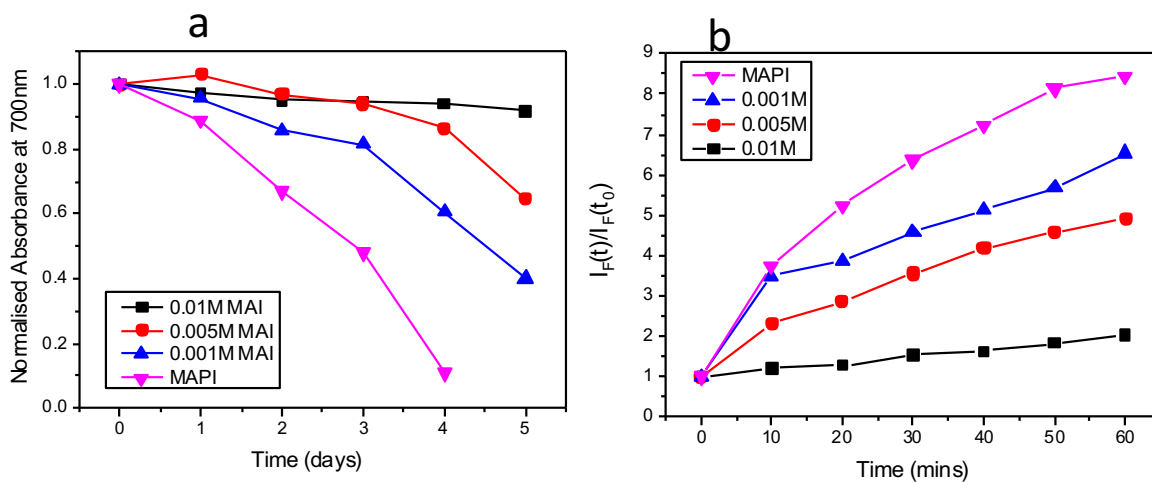 a
Normalised Absorbance at 700nm
1.0
0.8
0.6
0.4
0.2
0.0
0.01M MAI
0.005M MAI
0.001M MAI
MAPI
0 1 2 3 4 5
Time (days)
b
I_F(t)/I_F(t_0)
9
8
7
6
5
4
3
2
1
0
MAPI
0.001M
0.005M
0.01M
0 10 20 30 40 50 60
Time (mins)